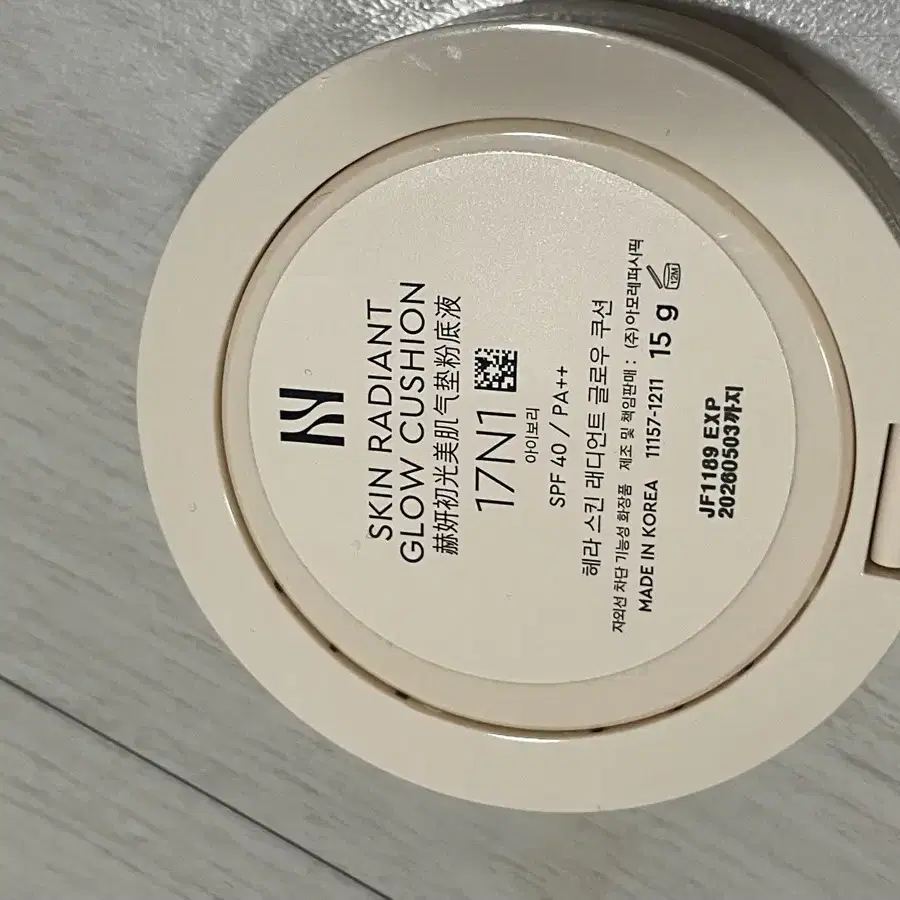 SKIN RADIANT
GLOW CUSHION
赫妍初光美肌气垫粉底液
17N1
아이보리
SPF 40 / PA++
헤라 스킨 래디언트 글로우 쿠션
자외선 차단 기능성 화장품 제조 및 책임판매 : (주)아모레퍼시픽
MADE IN KOREA 11157-1211 15 g 12M
JF1189 EXP
20260503까지